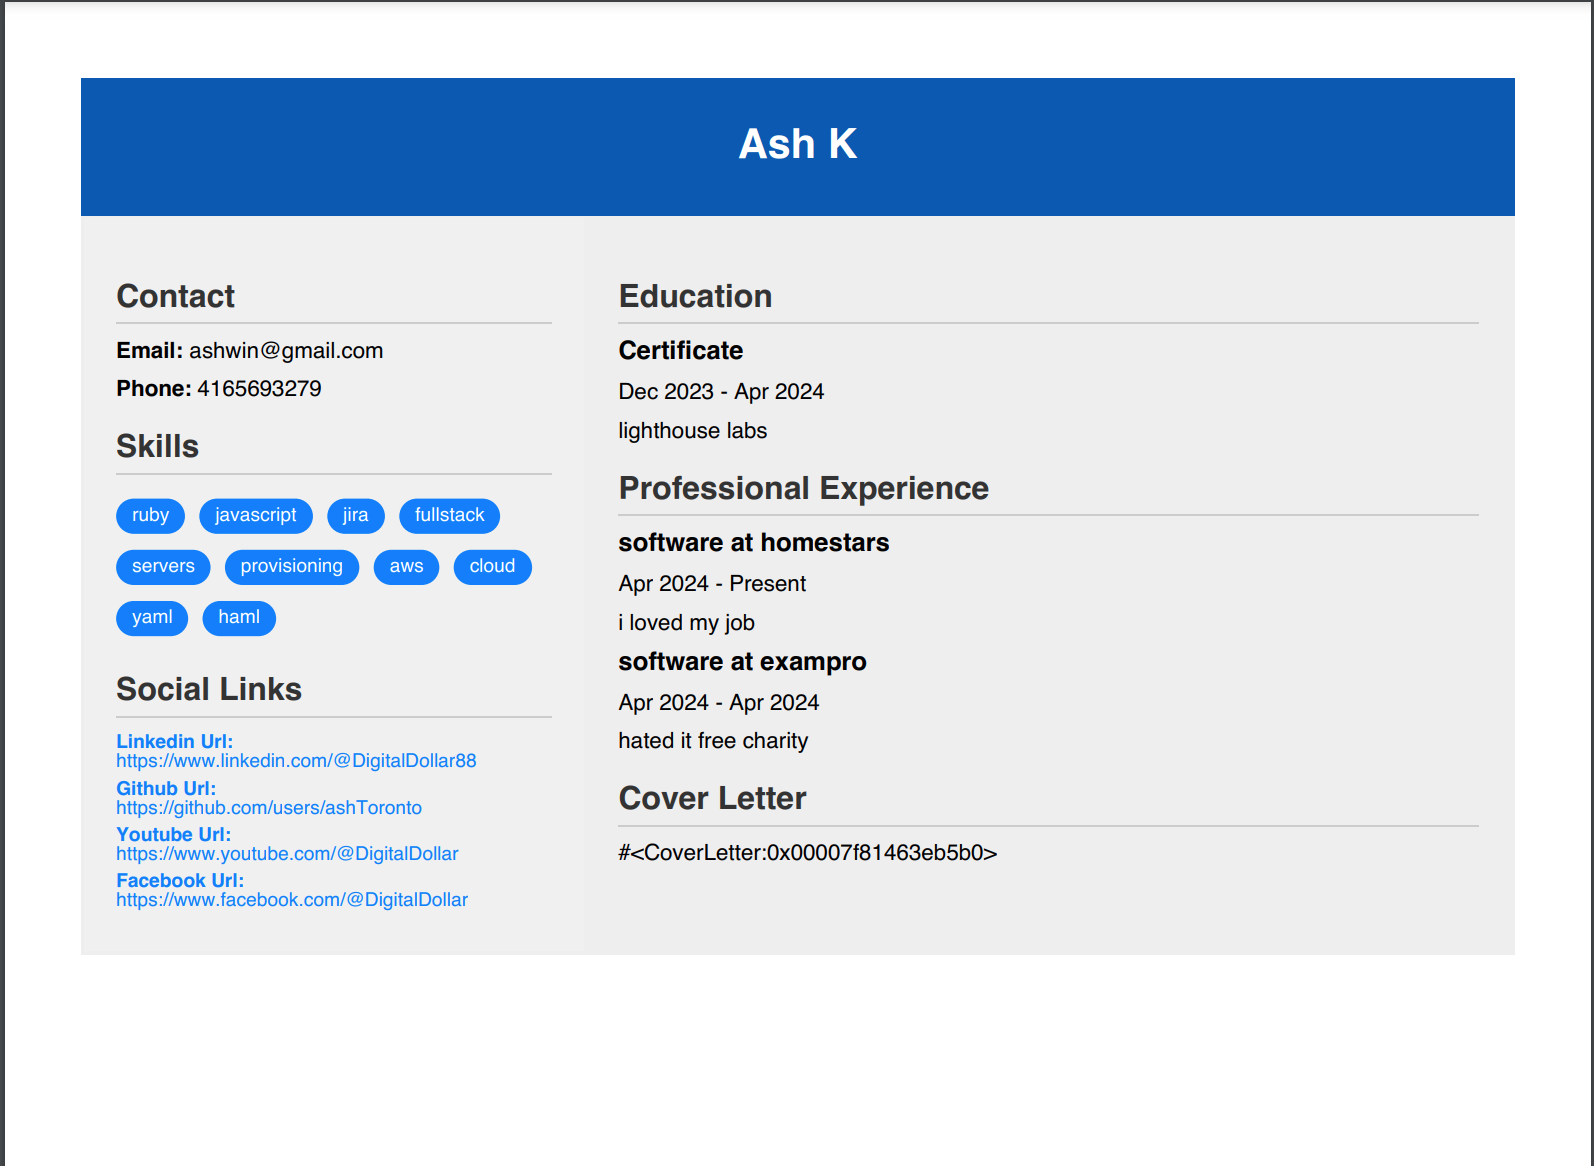 Ash K
Contact
Email: ashwin@gmail.com
Phone: 4165693279
Skills
ruby javascript jira fullstack
servers provisioning aws cloud
yaml haml
Social Links
Linkedin Url:
https://www.linkedin.com/@DigitalDollar88
Github Url:
https://github.com/users/ashToronto
Youtube Url:
https://www.youtube.com/@DigitalDollar
Facebook Url:
https://www.facebook.com/@DigitalDollar
Education
Certificate
Dec 2023 - Apr 2024
lighthouse labs
Professional Experience
software at homestars
Apr 2024 - Present
i loved my job
software at exampro
Apr 2024 - Apr 2024
hated it free charity
Cover Letter
#<CoverLetter:0x00007f81463eb5b0>